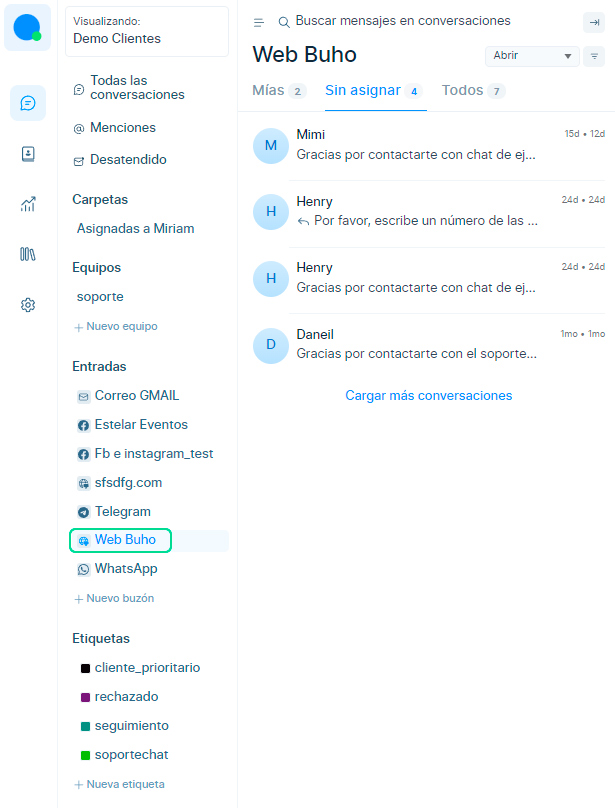 Visualizando:
Demo Clientes
Todas las
conversaciones
Menciones
Desatendido
Carpetas
Asignadas a Miriam
Equipos
soporte
+ Nuevo equipo
Entradas
Correo GMAIL
Estelar Eventos
Fb e instagram_test
sfsdfg.com
Telegram
Web Buho
WhatsApp
+ Nuevo buzón
Etiquetas
cliente_prioritario
rechazado
seguimiento
soportechat
+ Nueva etiqueta
Buscar mensajes en conversaciones
Web Buho
Abrir
Mías 2 Sin asignar 4 Todos 7
M
Mimi 15d • 12d
Gracias por contactarte con chat de ej...
H
Henry 24d • 24d
Por favor, escribe un número de las ...
H
Henry 24d • 24d
Gracias por contactarte con chat de ej...
D
Daneil 1mo • 1mo
Gracias por contactarte con el soporte...
Cargar más conversaciones